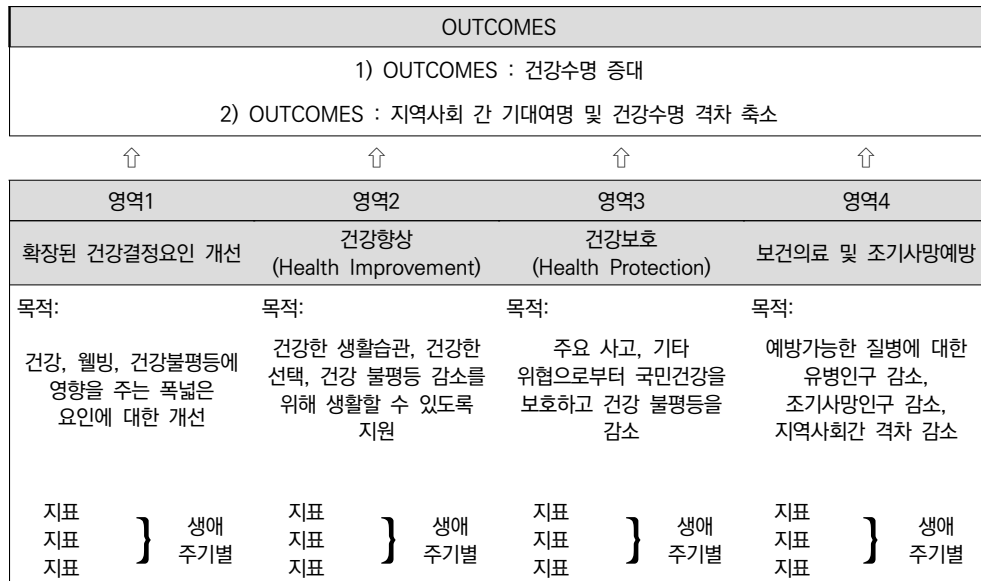 OUTCOMES
1) OUTCOMES : 건강수명 증대
2) OUTCOMES : 지역사회 간 기대여명 및 건강수명 격차 축소
영역1
영역2
영역3
영역4
확장된 건강결정요인 개선
건강향상
(Health Improvement)
건강보호
(Health Protection)
보건의료 및 조기사망예방
목적:
건강, 웰빙, 건강불평등에
영향을 주는 폭넓은
요인에 대한 개선
목적:
건강한 생활습관, 건강한
선택, 건강 불평등 감소를
위해 생활할 수 있도록
지원
목적:
주요 사고, 기타
위협으로부터 국민건강을
보호하고 건강 불평등을
감소
목적:
예방가능한 질병에 대한
유병인구 감소,
조기사망인구 감소,
지역사회간 격차 감소
지표
지표
지표
생애
주기별
지표
지표
지표
생애
주기별
지표
지표
지표
생애
주기별
지표
지표
지표
생애
주기별